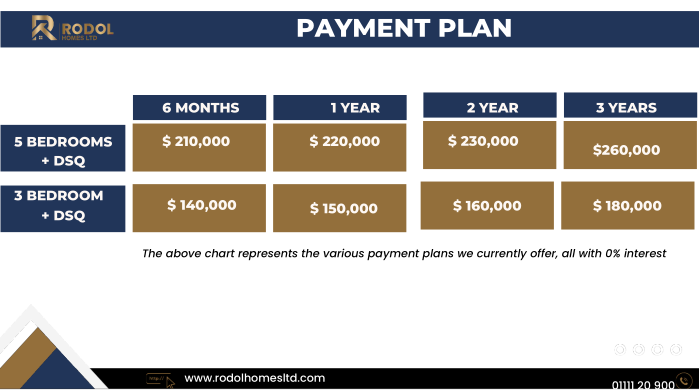 RODOL
HOMES LTD
PAYMENT PLAN
6 MONTHS 1 YEAR 2 YEAR 3 YEARS
5 BEDROOMS
+ DSQ
$ 210,000 $ 220,000 $ 230,000 $260,000
3 BEDROOM
+ DSQ
$ 140,000 $ 150,000 $ 160,000 $ 180,000
The above chart represents the various payment plans we currently offer, all with 0% interest
http://
www.rodolhomesltd.com
01111 20 900